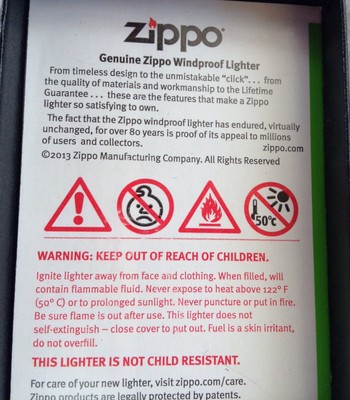 zippo®
Genuine Zippo Windproof Lighter
From timeless design to the unmistakable "click"... from
the quality of materials and workmanship to the Lifetime
Guarantee... these are the features that make a Zippo
lighter so satisfying to own.
The fact that the Zippo windproof lighter has endured, virtually
unchanged, for over 80 years is proof of its appeal to millions
of users and collectors.
zippo.com
©2013 Zippo Manufacturing Company. All Rights Reserved
50°C
WARNING: KEEP OUT OF REACH OF CHILDREN.
Ignite lighter away from face and clothing. When filled, will
contain flammable fluid. Never expose to heat above 122° F
(50° C) or to prolonged sunlight. Never puncture or put in fire.
Be sure flame is out after use. This lighter does not
self-extinguish – close cover to put out. Fuel is a skin irritant,
do not overfill.
THIS LIGHTER IS NOT CHILD RESISTANT.
For care of your new lighter, visit zippo.com/care.
Zippo products are legally protected by patents.